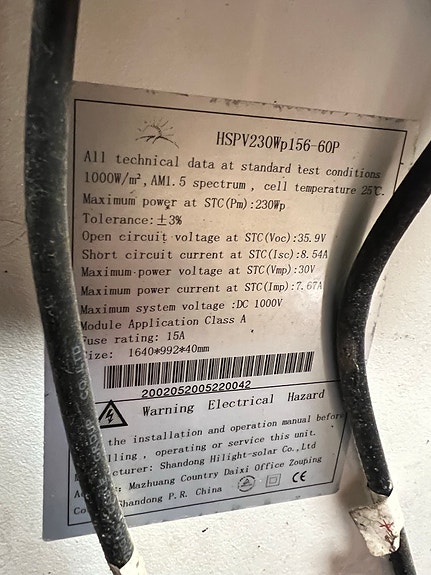 HSPV230Wp156-60P
All technical data at standard test conditions
1000W/m², AM1.5 spectrum, cell temperature 25℃.
Maximum power at STC(Pm):230Wp
Tolerance:±3%
Open circuit voltage at STC(Voc):35.9V
Short circuit current at STC(Isc):8.54A
Maximum power voltage at STC(Vmp):30V
Maximum power current at STC(Imp):7.67A
Maximum system voltage :DC 1000V
Module Application Class A
Fuse rating: 15A
Size: 1640*992*40mm
2002052005220042
Warning Electrical Hazard
the installation and operation manual before
, operating or service this unit.
: Shandong Hilight-solar Co.,Ltd
Mazhuang Country Daixi Office Zouping
Shandong P.R. China CE